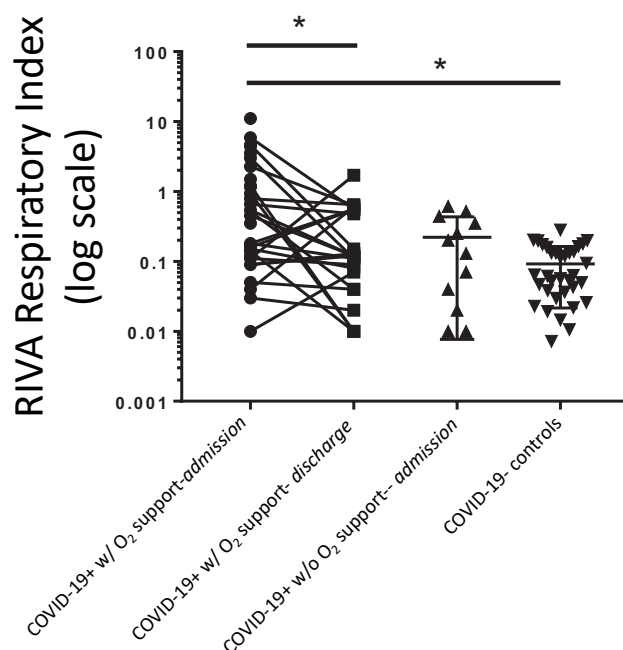 RIVA Respiratory Index
(log scale)
*
*
100
10
1
0.1
0.01
0.001
COVID-19+ w/ O₂ support-admission
COVID-19+ w/ O₂ support- discharge
COVID-19+ w/o O₂ support-- admission
COVID-19- controls